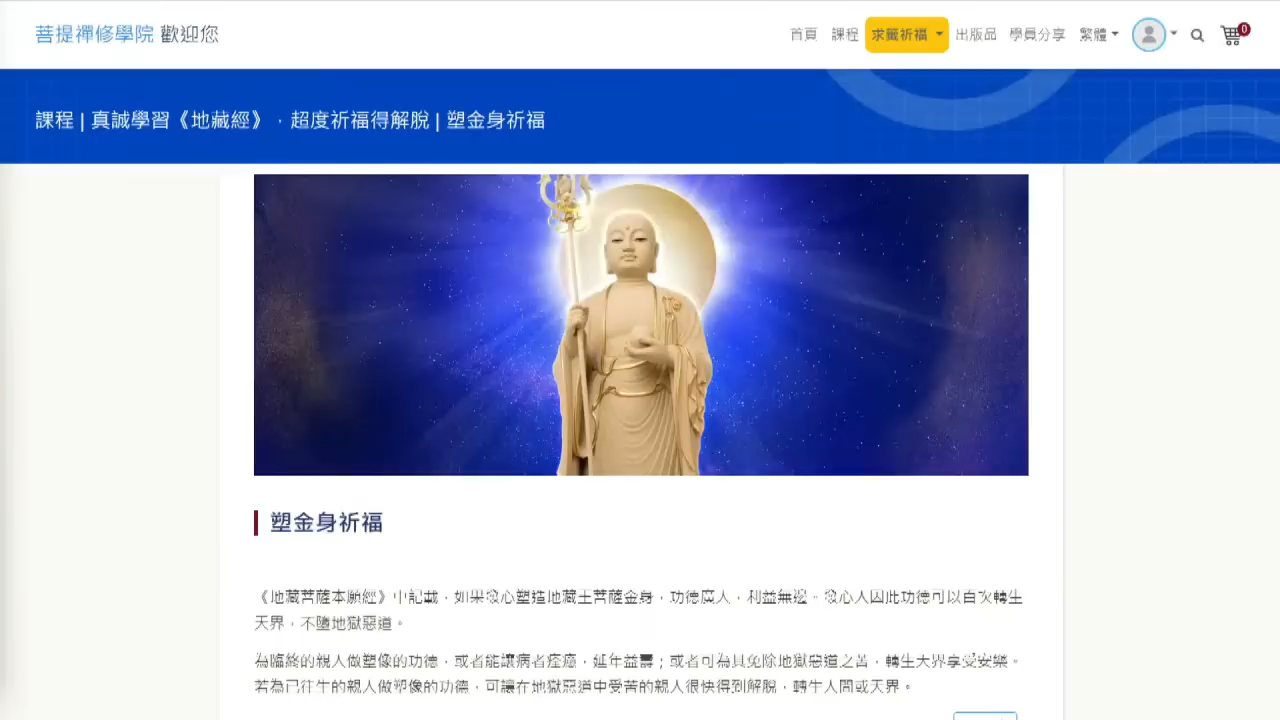 菩提禪修學院 歡迎您
首頁 課程 求籤祈福 出版品 學員分享 繁體 0
課程 | 真誠學習《地藏經》，超度祈福得解脫 | 塑金身祈福
塑金身祈福
《地藏菩薩本願經》中記載，如果發心塑造地藏王菩薩金身，功德廣大，利益無邊。發心人因此功德可以百次轉生
天界，不墮地獄惡道。
為臨終的親人做塑像的功德，或者能讓病者痊癒，延年益壽；或者可為其免除地獄惡道之苦，轉生天界享受安樂。
若為已往生的親人做塑像的功德，可讓在地獄惡道中受苦的親人很快得到解脫，轉生人間或天界。